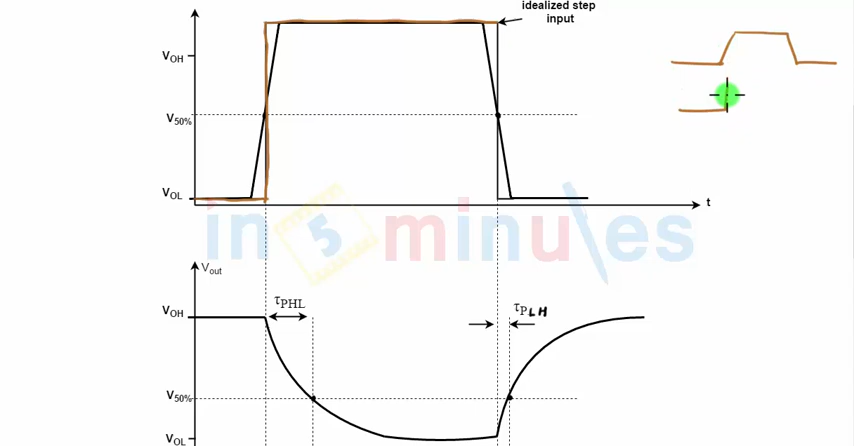 idealized step
input
VOH
V50%
VOL
t
in 5 minutes
Vout
τPHL
τPLH
VOH
V50%
VOL